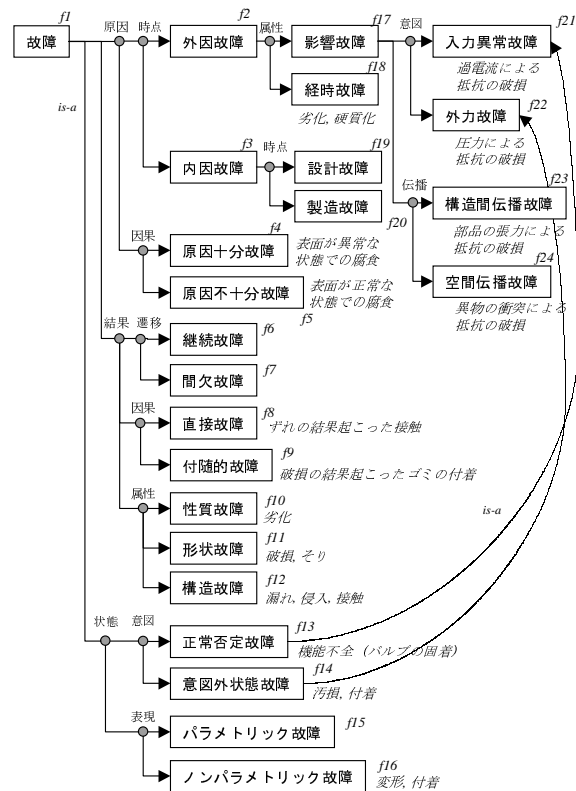 f1
故障
is-a
原因
時点
f2
外因故障
属性
影響故障
f17
意図
入力異常故障
f21
過電流による
抵抗の破損
経時故障
f18
劣化, 硬質化
外力故障
f22
圧力による
抵抗の破損
内因故障
f3
時点
設計故障
f19
製造故障
f20
伝播
構造間伝播故障
f23
部品の張力による
抵抗の破損
空間伝播故障
f24
異物の衝突による
抵抗の破損
因果
原因十分故障
f4
表面が異常な
状態での腐食
原因不十分故障
表面が正常な
状態での腐食
f5
結果
遷移
継続故障
f6
間欠故障
f7
因果
直接故障
f8
ずれの結果起こった接触
付随的故障
f9
破損の結果起こったゴミの付着
属性
性質故障
f10
劣化
形状故障
f11
破損, そり
構造故障
f12
漏れ, 侵入, 接触
is-a
状態
意図
正常否定故障
f13
機能不全（バルブの固着）
意図外状態故障
f14
汚損, 付着
表現
パラメトリック故障
f15
ノンパラメトリック故障
f16
変形, 付着